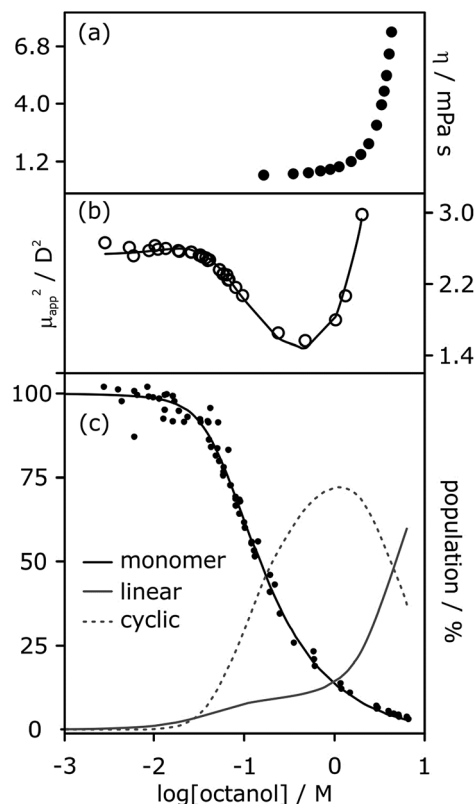 (a)
6.8
4.0
1.2
η / mPa s
(b)
μapp² / D²
3.0
2.2
1.4
(c)
100
75
50
25
0
monomer
linear
cyclic
population / %
-3
-2
-1
0
1
log[octanol] / M